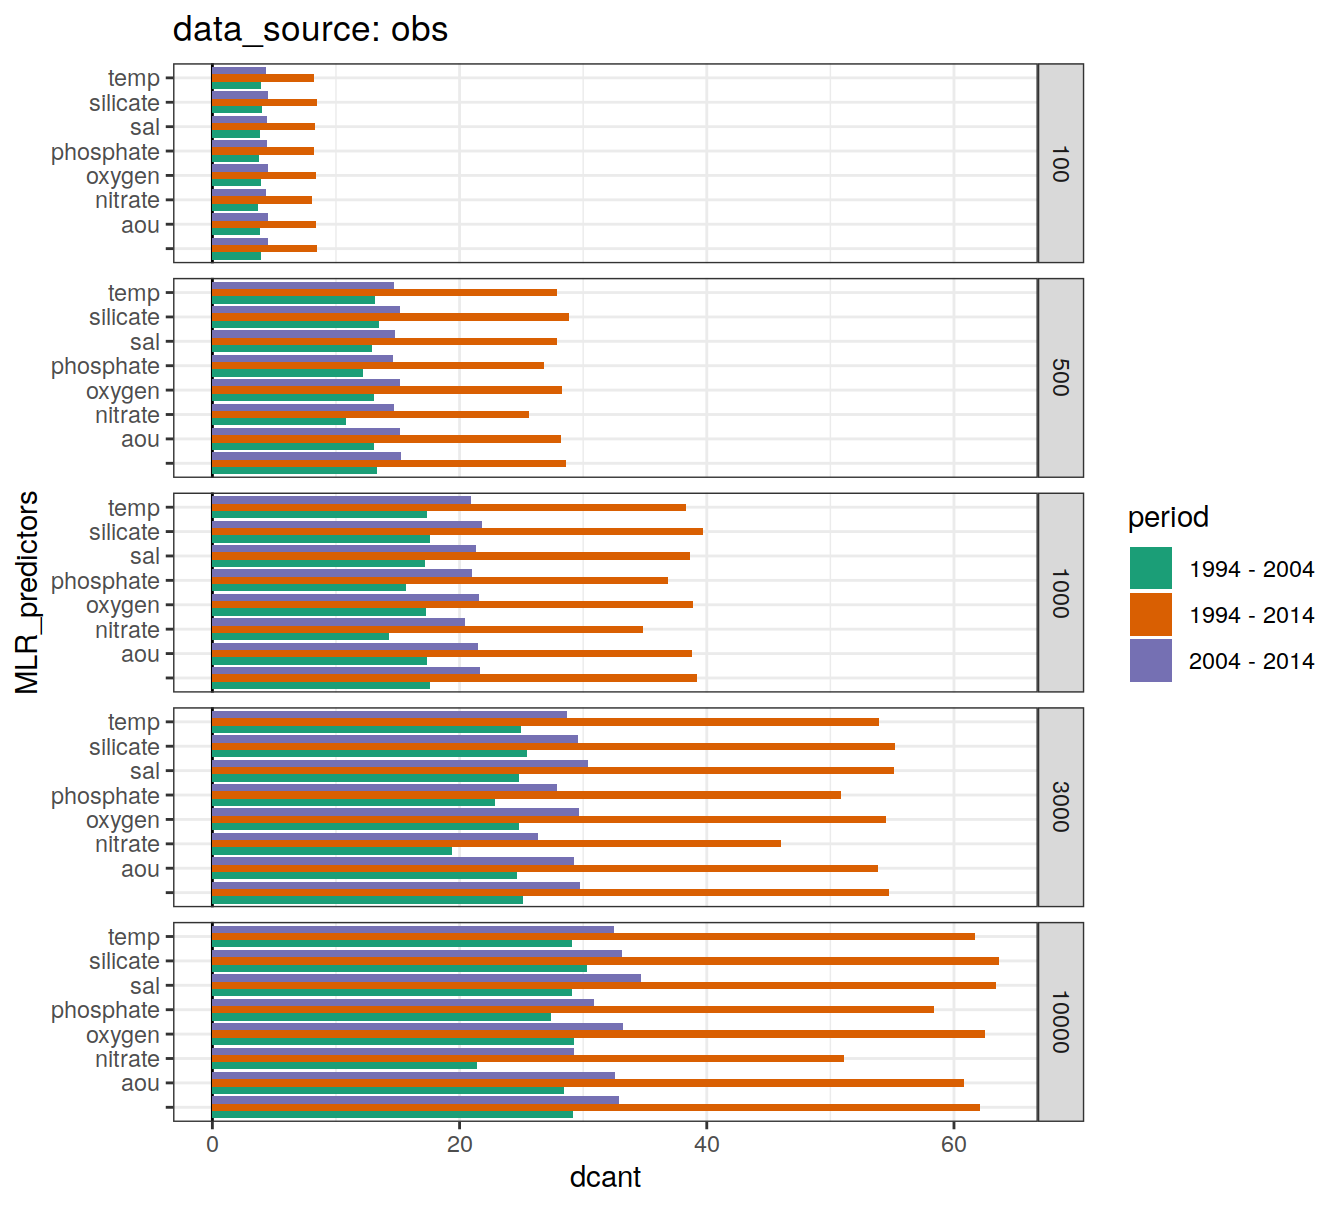 data_source: obs
temp
silicate
sal
phosphate
oxygen
nitrate
aou
100
temp
silicate
sal
phosphate
oxygen
nitrate
aou
500
temp
silicate
sal
phosphate
oxygen
nitrate
aou
1000
temp
silicate
sal
phosphate
oxygen
nitrate
aou
3000
temp
silicate
sal
phosphate
oxygen
nitrate
aou
10000
MLR_predictors
0 20 40 60
dcant
period
1994 - 2004
1994 - 2014
2004 - 2014